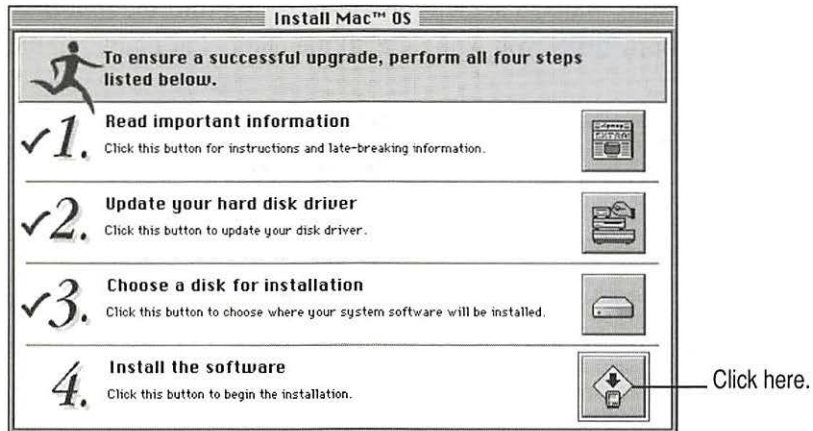 Install Mac™ OS
To ensure a successful upgrade, perform all four steps
listed below.
✓1. Read important information
Click this button for instructions and late-breaking information.
✓2. Update your hard disk driver
Click this button to update your disk driver.
✓3. Choose a disk for installation
Click this button to choose where your system software will be installed.
4. Install the software
Click this button to begin the installation.
Click here.